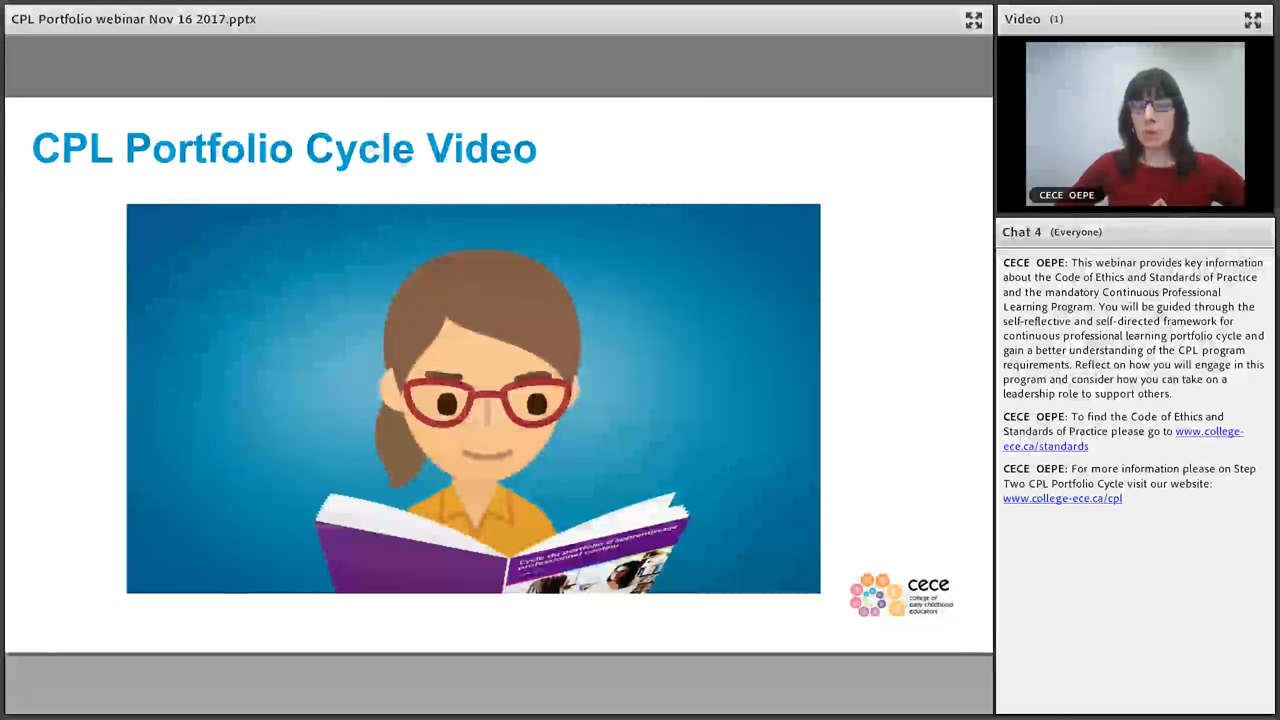 CPL Portfolio webinar Nov 16 2017.pptx
CPL Portfolio Cycle Video
Cycle du portfolio d'apprentissage
professionnel continu
cece
college of
early childhood
educators
Video (1)
CECE OEPE
Chat 4 (Everyone)
CECE OEPE: This webinar provides key information
about the Code of Ethics and Standards of Practice
and the mandatory Continuous Professional
Learning Program. You will be guided through the
self-reflective and self-directed framework for
continuous professional learning portfolio cycle and
gain a better understanding of the CPL program
requirements. Reflect on how you will engage in this
program and consider how you can take on a
leadership role to support others.
CECE OEPE: To find the Code of Ethics and
Standards of Practice please go to www.college-
ece.ca/standards
CECE OEPE: For more information please on Step
Two CPL Portfolio Cycle visit our website:
www.college-ece.ca/cpl